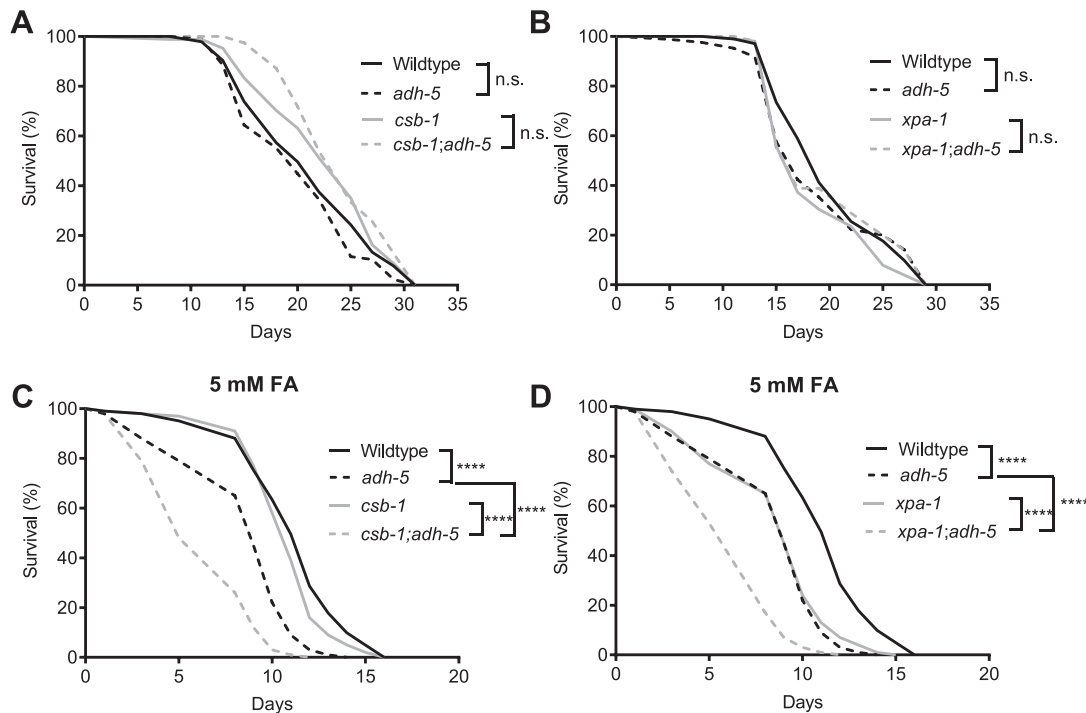 A
100
80
60
40
20
0
Survival (%)
0 5 10 15 20 25 30 35
Days
Wildtype
adh-5
csb-1
csb-1;adh-5
n.s.
n.s.
B
100
80
60
40
20
0
Survival (%)
0 5 10 15 20 25 30 35
Days
Wildtype
adh-5
xpa-1
xpa-1;adh-5
n.s.
n.s.
C
5 mM FA
100
80
60
40
20
0
Survival (%)
0 5 10 15 20
Days
Wildtype
adh-5
csb-1
csb-1;adh-5
****
****
****
D
5 mM FA
100
80
60
40
20
0
Survival (%)
0 5 10 15 20
Days
Wildtype
adh-5
xpa-1
xpa-1;adh-5
****
****
****